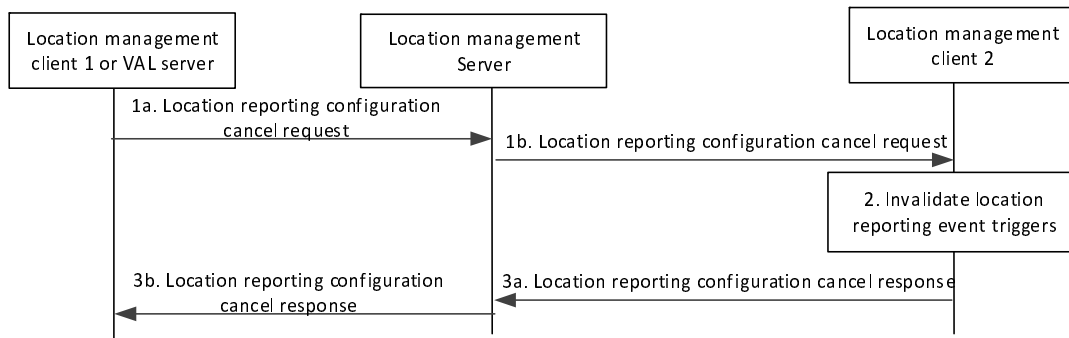 Location management
client 1 or VAL server
Location management
Server
Location management
client 2
1a. Location reporting configuration
cancel request
1b. Location reporting configuration cancel request
2. Invalidate location
reporting event triggers
3a. Location reporting configuration cancel response
3b. Location reporting configuration
cancel response